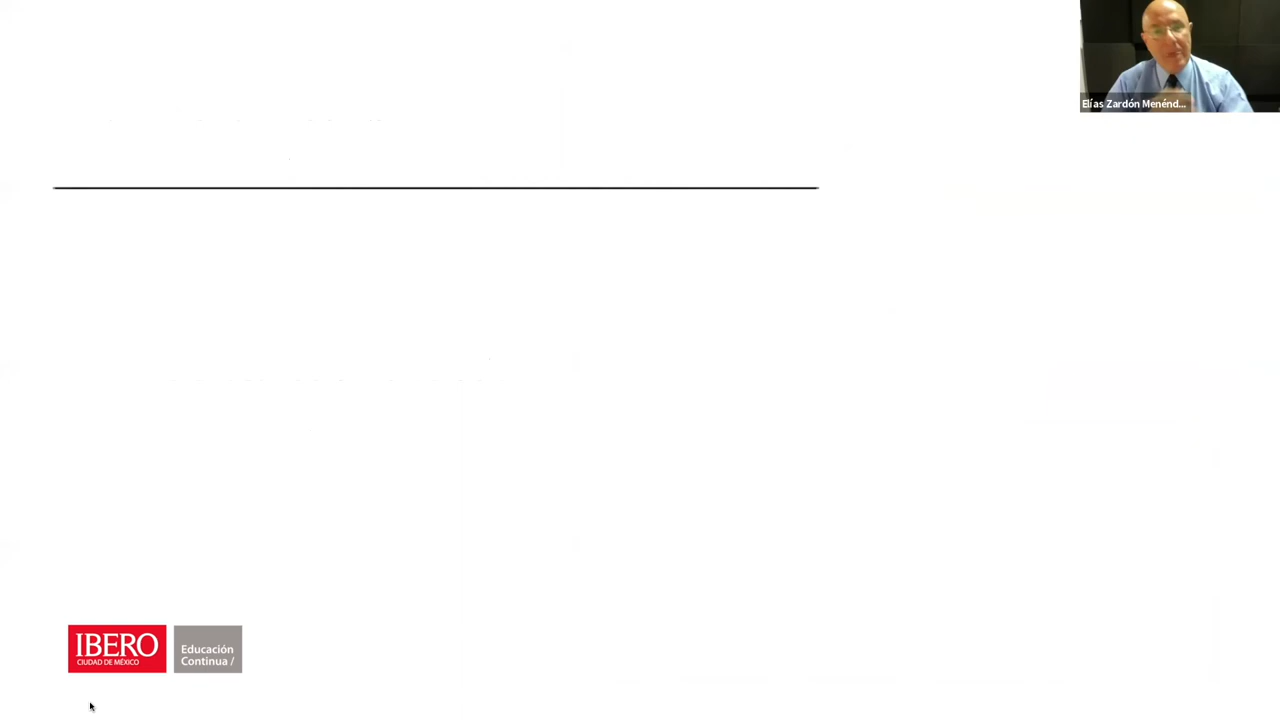 Elías Zardón Menénd...
IBERO
CIUDAD DE MÉXICO
Educación
Continua /